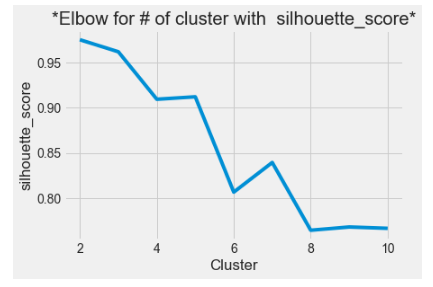 *Elbow for # of cluster with silhouette_score*
0.95
0.90
0.85
0.80
silhouette_score
2 4 6 8 10
Cluster